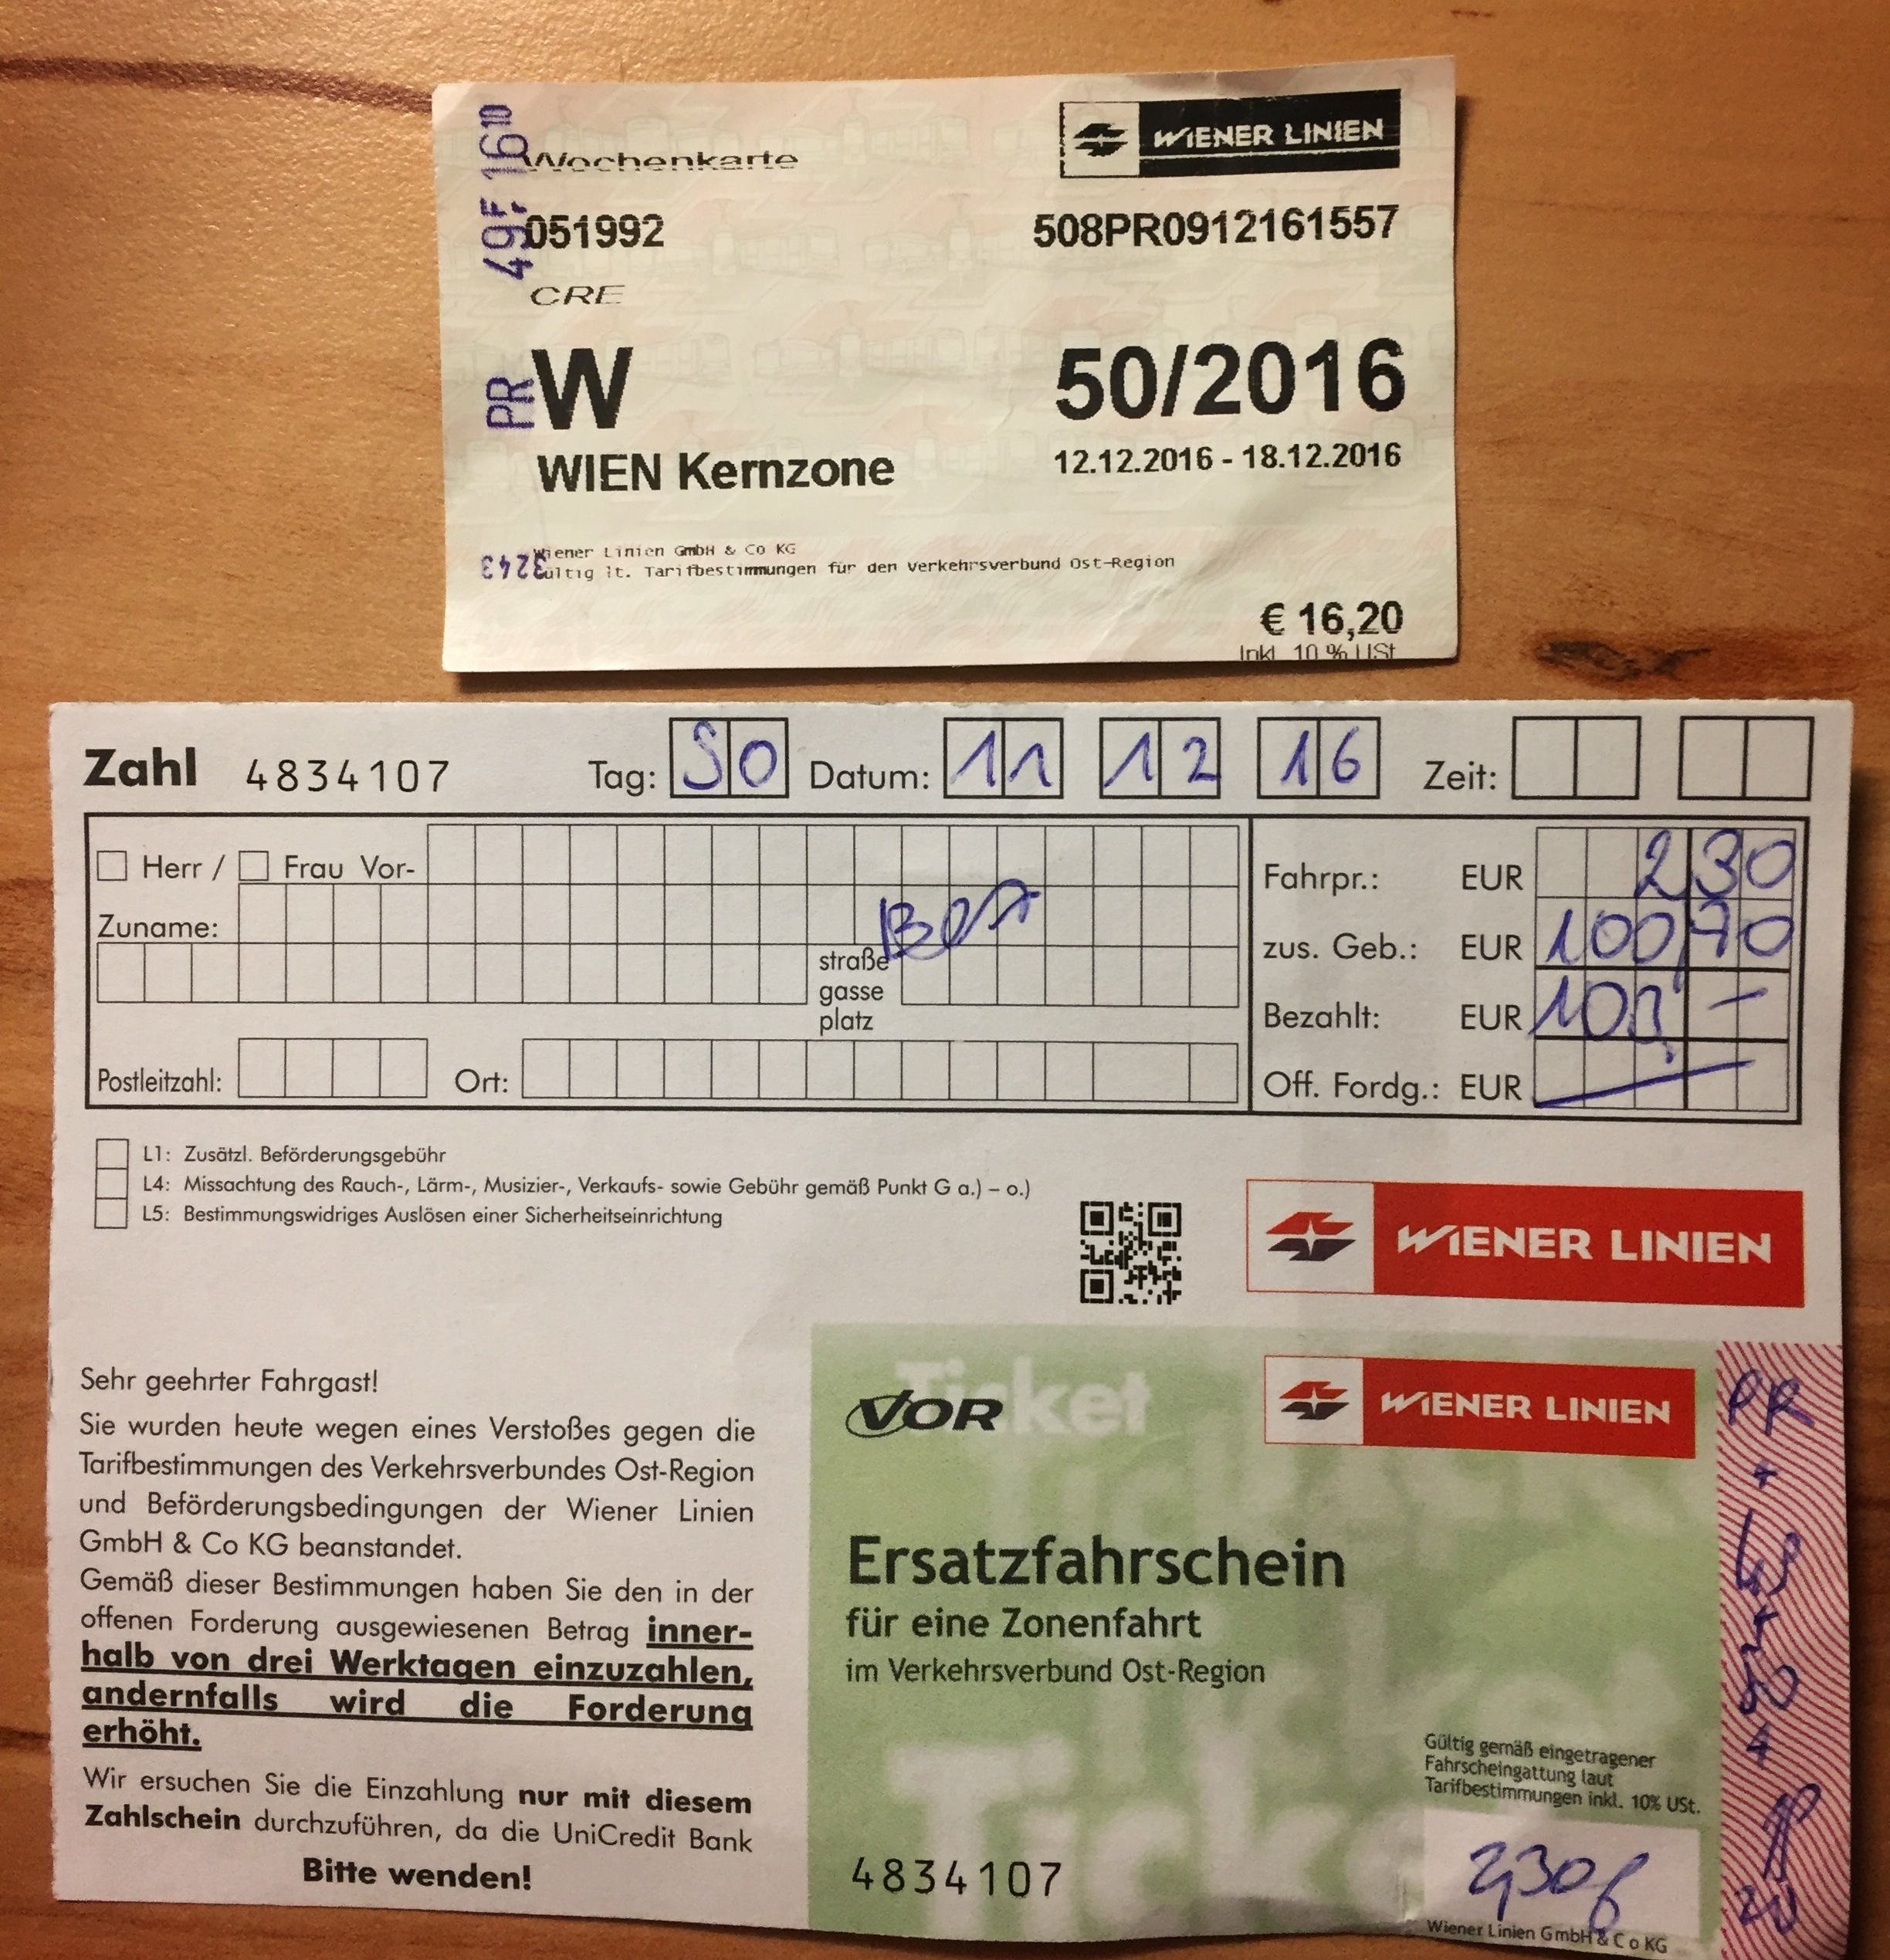 WIENER LINIEN
Wochenkarte
051992 508PR0912161557
CRE
W 50/2016
WIEN Kernzone 12.12.2016 - 18.12.2016
Wiener Linien GmbH & Co KG
ültig lt. Tarifbestimmungen für den Verkehrsverbund Ost-Region
€ 16,20
Inkl. 10 % USt
PR 49F 16 10
3243
Zahl 4834107 Tag: SO Datum: 11 12 16 Zeit:
Herr / Frau Vor-
Zuname:
straße
gasse
platz
Postleitzahl: Ort:
Fahrpr.: EUR 2 30
zus. Geb.: EUR 100,70
Bezahlt: EUR 103,-
Off. Fordg.: EUR
L1: Zusätzl. Beförderungsgebühr
L4: Missachtung des Rauch-, Lärm-, Musizier-, Verkaufs- sowie Gebühr gemäß Punkt G a.) – o.)
L5: Bestimmungswidriges Auslösen einer Sicherheitseinrichtung
WIENER LINIEN
Sehr geehrter Fahrgast!
Sie wurden heute wegen eines Verstoßes gegen die
Tarifbestimmungen des Verkehrsverbundes Ost-Region
und Beförderungsbedingungen der Wiener Linien
GmbH & Co KG beanstandet.
Gemäß dieser Bestimmungen haben Sie den in der
offenen Forderung ausgewiesenen Betrag inner-
halb von drei Werktagen einzuzahlen,
andernfalls wird die Forderung
erhöht.
Wir ersuchen Sie die Einzahlung nur mit diesem
Zahlschein durchzuführen, da die UniCredit Bank
Bitte wenden!
Ticket
VOR
WIENER LINIEN
Ersatzfahrschein
für eine Zonenfahrt
im Verkehrsverbund Ost-Region
Gültig gemäß eingetragener
Fahrscheingattung laut
Tarifbestimmungen inkl. 10% USt.
4834107
2,30
Wiener Linien GmbH & Co KG
PR